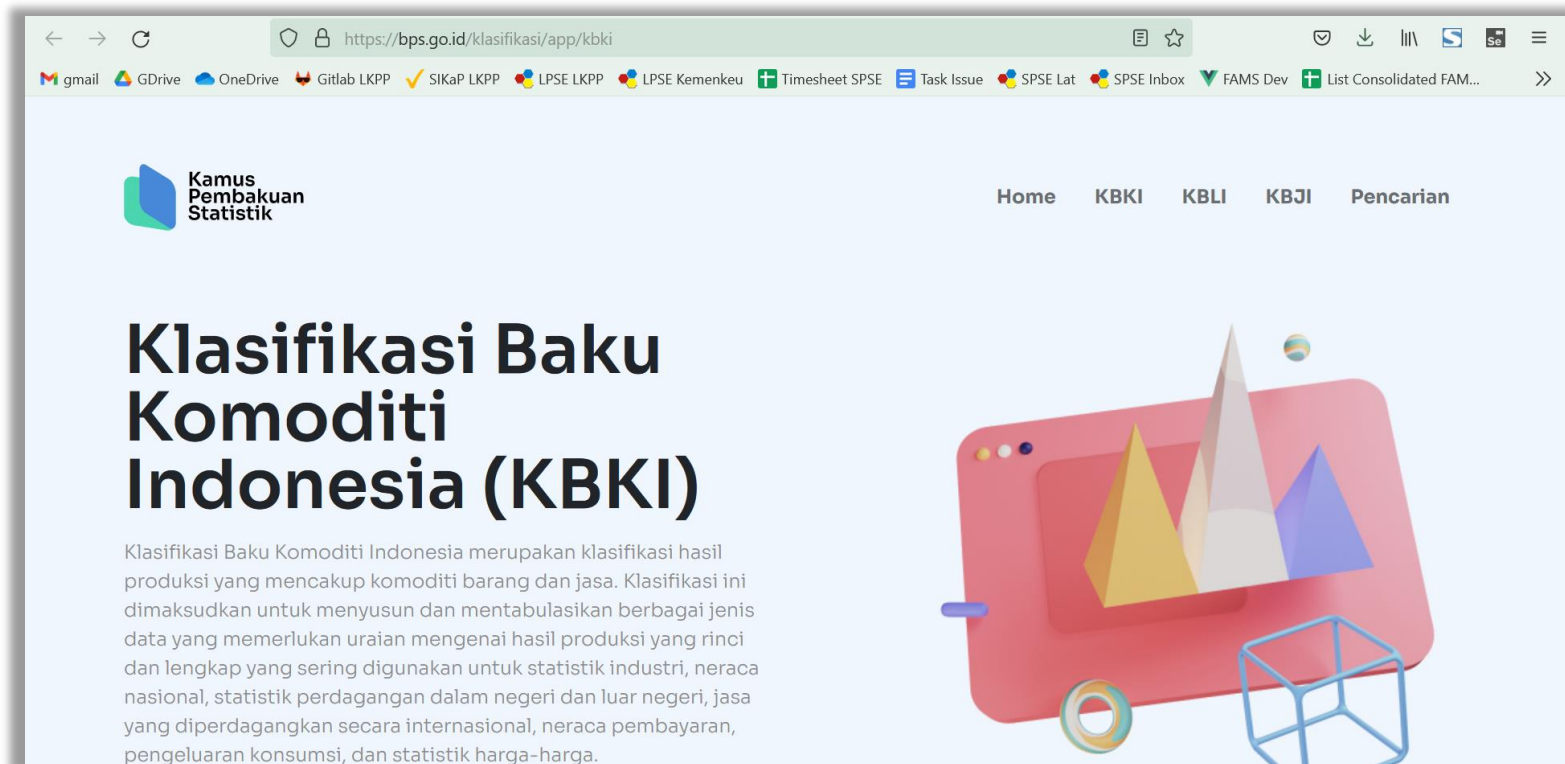 https://bps.go.id/klasifikasi/app/kbki
gmail GDrive OneDrive Gitlab LKPP SIKaP LKPP LPSE LKPP LPSE Kemenkeu Timesheet SPSE Task Issue SPSE Lat SPSE Inbox FAMS Dev List Consolidated FAM...
Kamus
Pembakuan
Statistik
Home KBKI KBLI KBJI Pencarian
Klasifikasi Baku
Komoditi
Indonesia (KBKI)
Klasifikasi Baku Komoditi Indonesia merupakan klasifikasi hasil
produksi yang mencakup komoditi barang dan jasa. Klasifikasi ini
dimaksudkan untuk menyusun dan mentabulasikan berbagai jenis
data yang memerlukan uraian mengenai hasil produksi yang rinci
dan lengkap yang sering digunakan untuk statistik industri, neraca
nasional, statistik perdagangan dalam negeri dan luar negeri, jasa
yang diperdagangkan secara internasional, neraca pembayaran,
pengeluaran konsumsi, dan statistik harga-harga.